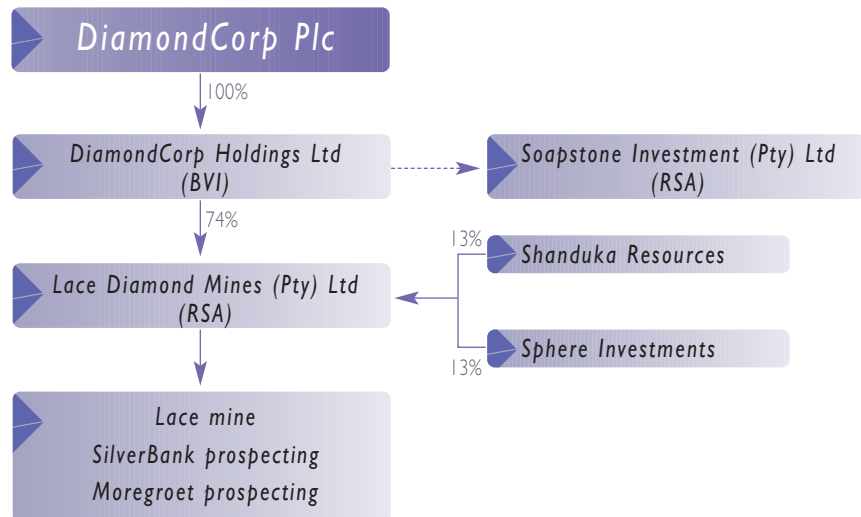 DiamondCorp Plc
100%
DiamondCorp Holdings Ltd
(BVI)
Soapstone Investment (Pty) Ltd
(RSA)
74%
13%
Shanduka Resources
Lace Diamond Mines (Pty) Ltd
(RSA)
Sphere Investments
13%
Lace mine
SilverBank prospecting
Moregroet prospecting